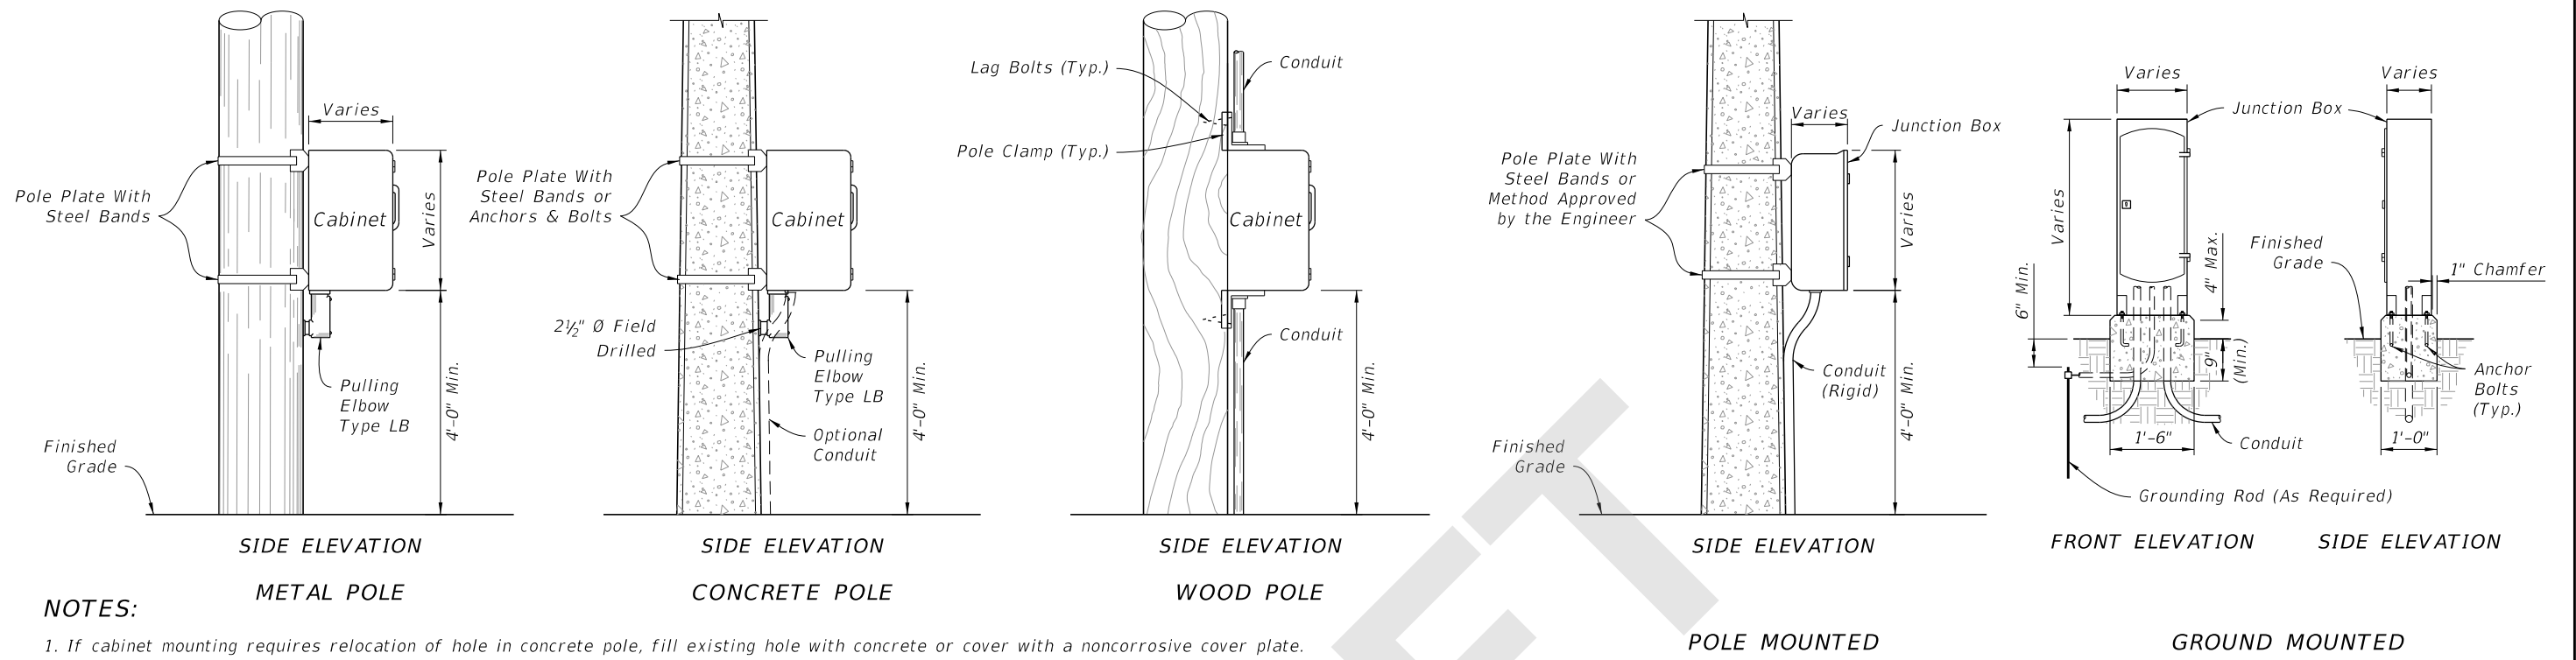 Varies
Pole Plate With
Steel Bands
Cabinet
Varies
Pulling
Elbow
Type LB
4'-0" Min.
Finished
Grade
SIDE ELEVATION
METAL POLE
Pole Plate With
Steel Bands or
Anchors & Bolts
Cabinet
2½" Ø Field
Drilled
Pulling
Elbow
Type LB
Optional
Conduit
4'-0" Min.
SIDE ELEVATION
CONCRETE POLE
Lag Bolts (Typ.)
Conduit
Pole Clamp (Typ.)
Cabinet
Conduit
4'-0" Min.
SIDE ELEVATION
WOOD POLE
Varies
Junction Box
Pole Plate With
Steel Bands or
Method Approved
by the Engineer
Varies
Conduit
(Rigid)
4'-0" Min.
Finished
Grade
SIDE ELEVATION
POLE MOUNTED
Varies
Varies
Junction Box
Varies
Finished
Grade
4" Max.
1" Chamfer
6" Min.
9"
(Min.)
Anchor
Bolts
(Typ.)
1'-6"
1'-0"
Conduit
Grounding Rod (As Required)
FRONT ELEVATION
SIDE ELEVATION
GROUND MOUNTED
NOTES:
1. If cabinet mounting requires relocation of hole in concrete pole, fill existing hole with concrete or cover with a noncorrosive cover plate.